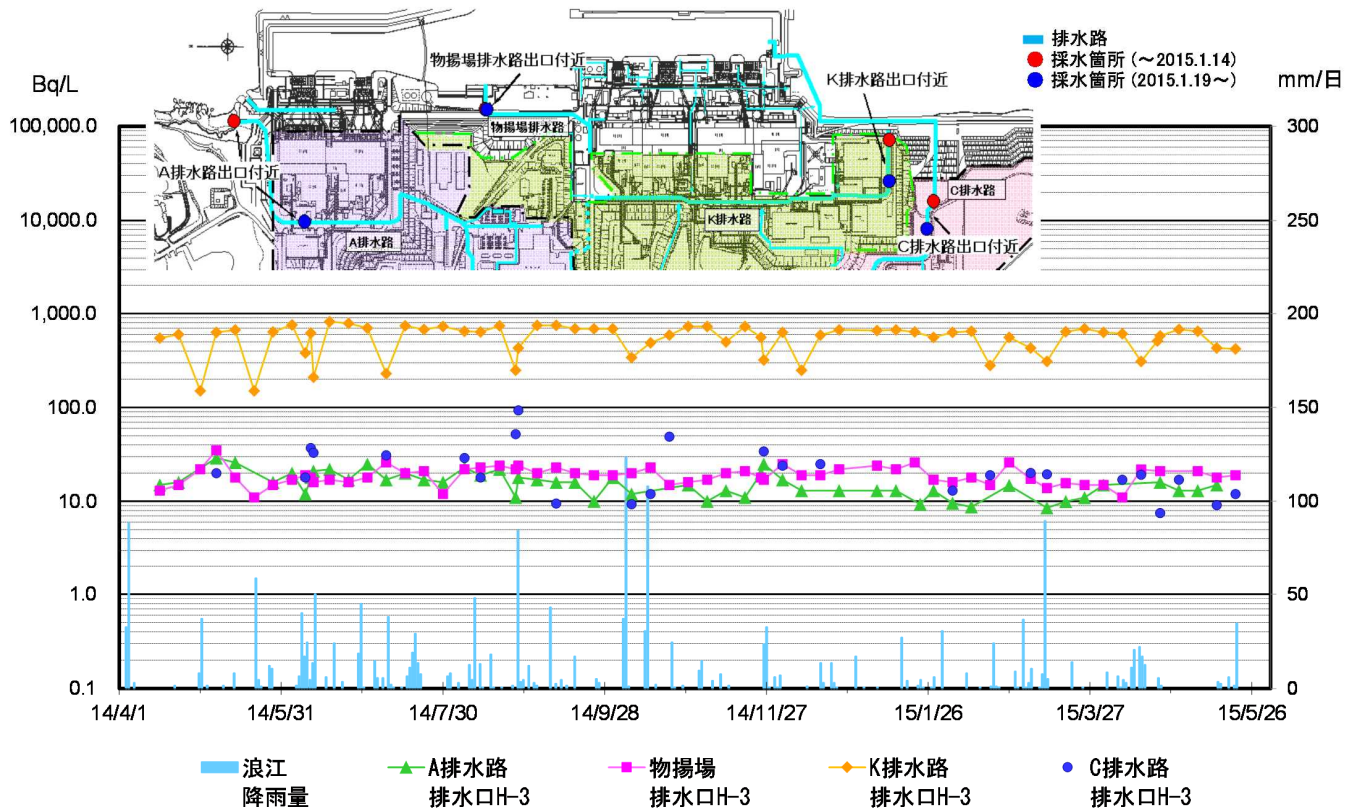 排水路
採水箇所 (～2015.1.14)
採水箇所 (2015.1.19～)
Bq/L
mm/日
物揚場排水路出口付近
K排水路出口付近
物揚場排水路
A排水路出口付近
C排水路
K排水路
A排水路
C排水路出口付近
100,000.0
10,000.0
1,000.0
100.0
10.0
1.0
0.1
300
250
200
150
100
50
0
14/4/1
14/5/31
14/7/30
14/9/28
14/11/27
15/1/26
15/3/27
15/5/26
浪江
降雨量
A排水路
排水口H-3
物揚場
排水口H-3
K排水路
排水口H-3
C排水路
排水口H-3